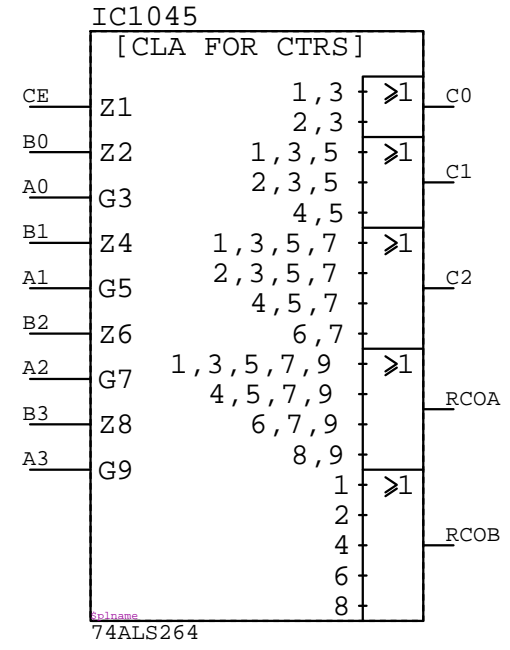 IC1045
[CLA FOR CTRS]
CE Z1 1,3 ⩾1 C0
2,3
B0 Z2 1,3,5 ⩾1
A0 G3 2,3,5 C1
4,5
B1 Z4 1,3,5,7 ⩾1
A1 G5 2,3,5,7 C2
4,5,7
B2 Z6 6,7
A2 G7 1,3,5,7,9 ⩾1
4,5,7,9 RCOA
B3 Z8 6,7,9
A3 G9 8,9
1 ⩾1
2
4 RCOB
6
8
$plname
74ALS264